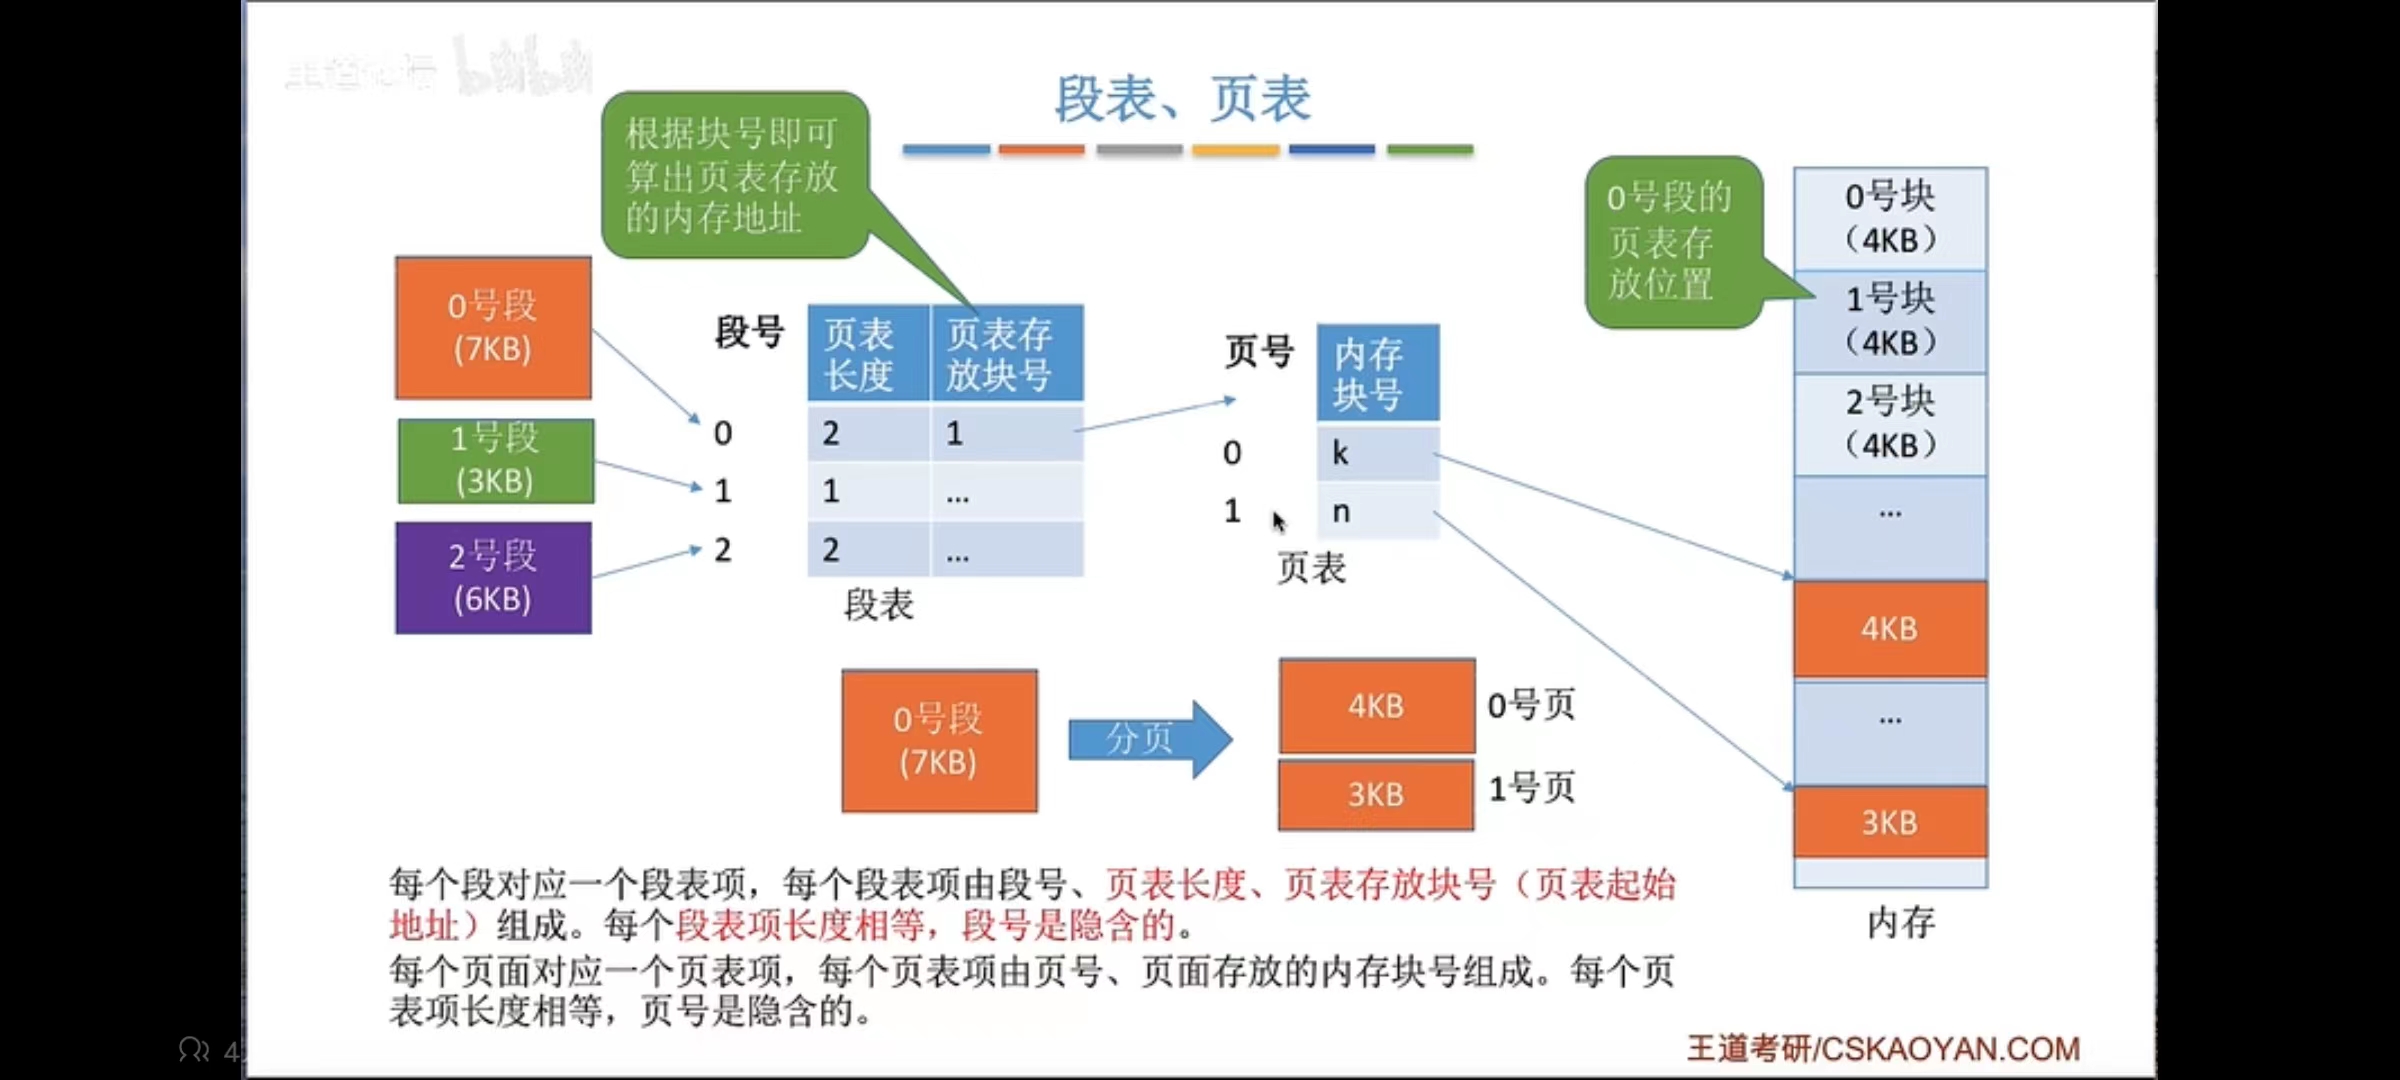 段表、页表
根据块号即可
算出页表存放
的内存地址
0号段的
页表存
放位置
0号段
(7KB)
1号段
(3KB)
2号段
(6KB)
段号
页表
长度
页表存
放块号
0
2
1
1
1
...
2
2
...
段表
页号
内存
块号
0
k
1
n
页表
0号块
（4KB）
1号块
（4KB）
2号块
（4KB）
...
4KB
...
3KB
内存
0号段
(7KB)
分页
4KB
0号页
3KB
1号页
每个段对应一个段表项，每个段表项由段号、页表长度、页表存放块号（页表起始
地址）组成。每个段表项长度相等，段号是隐含的。
每个页面对应一个页表项，每个页表项由页号、页面存放的内存块号组成。每个页
表项长度相等，页号是隐含的。
王道考研/CSKAOYAN.COM